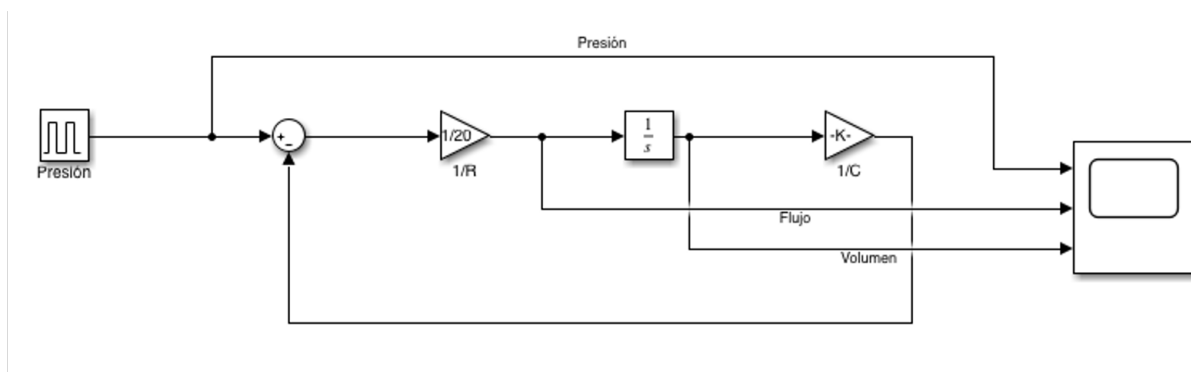 Presión
Presión
+
-
1/20
1/R
1
s
-K-
1/C
Flujo
Volumen